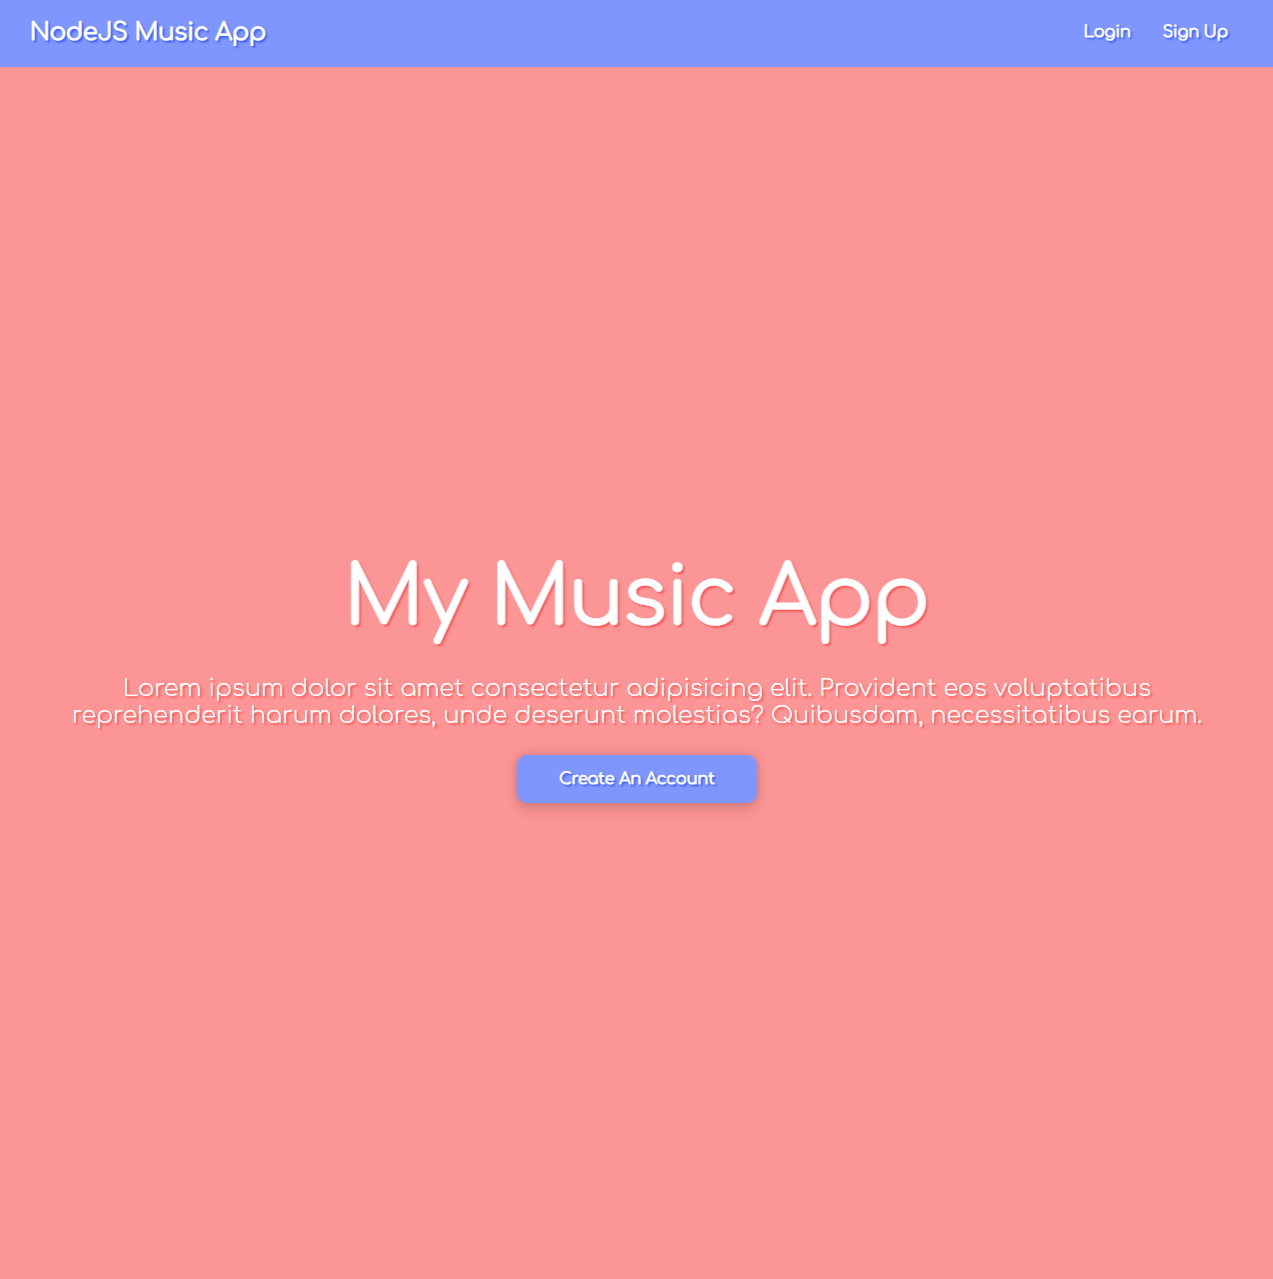 NodeJS Music App
Login
Sign Up
My Music App
Lorem ipsum dolor sit amet consectetur adipisicing elit. Provident eos voluptatibus
reprehenderit harum dolores, unde deserunt molestias? Quibusdam, necessitatibus earum.
Create An Account